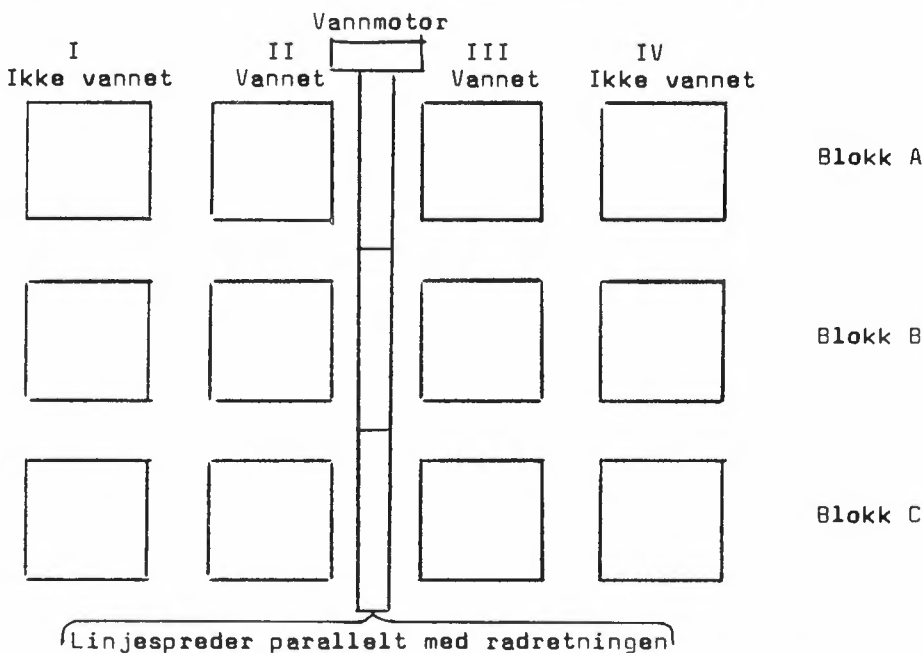 Vannmotor
I II III IV
Ikke vannet Vannet Vannet Ikke vannet
Blokk A
Blokk B
Blokk C
Linjespreder parallelt med radretningen